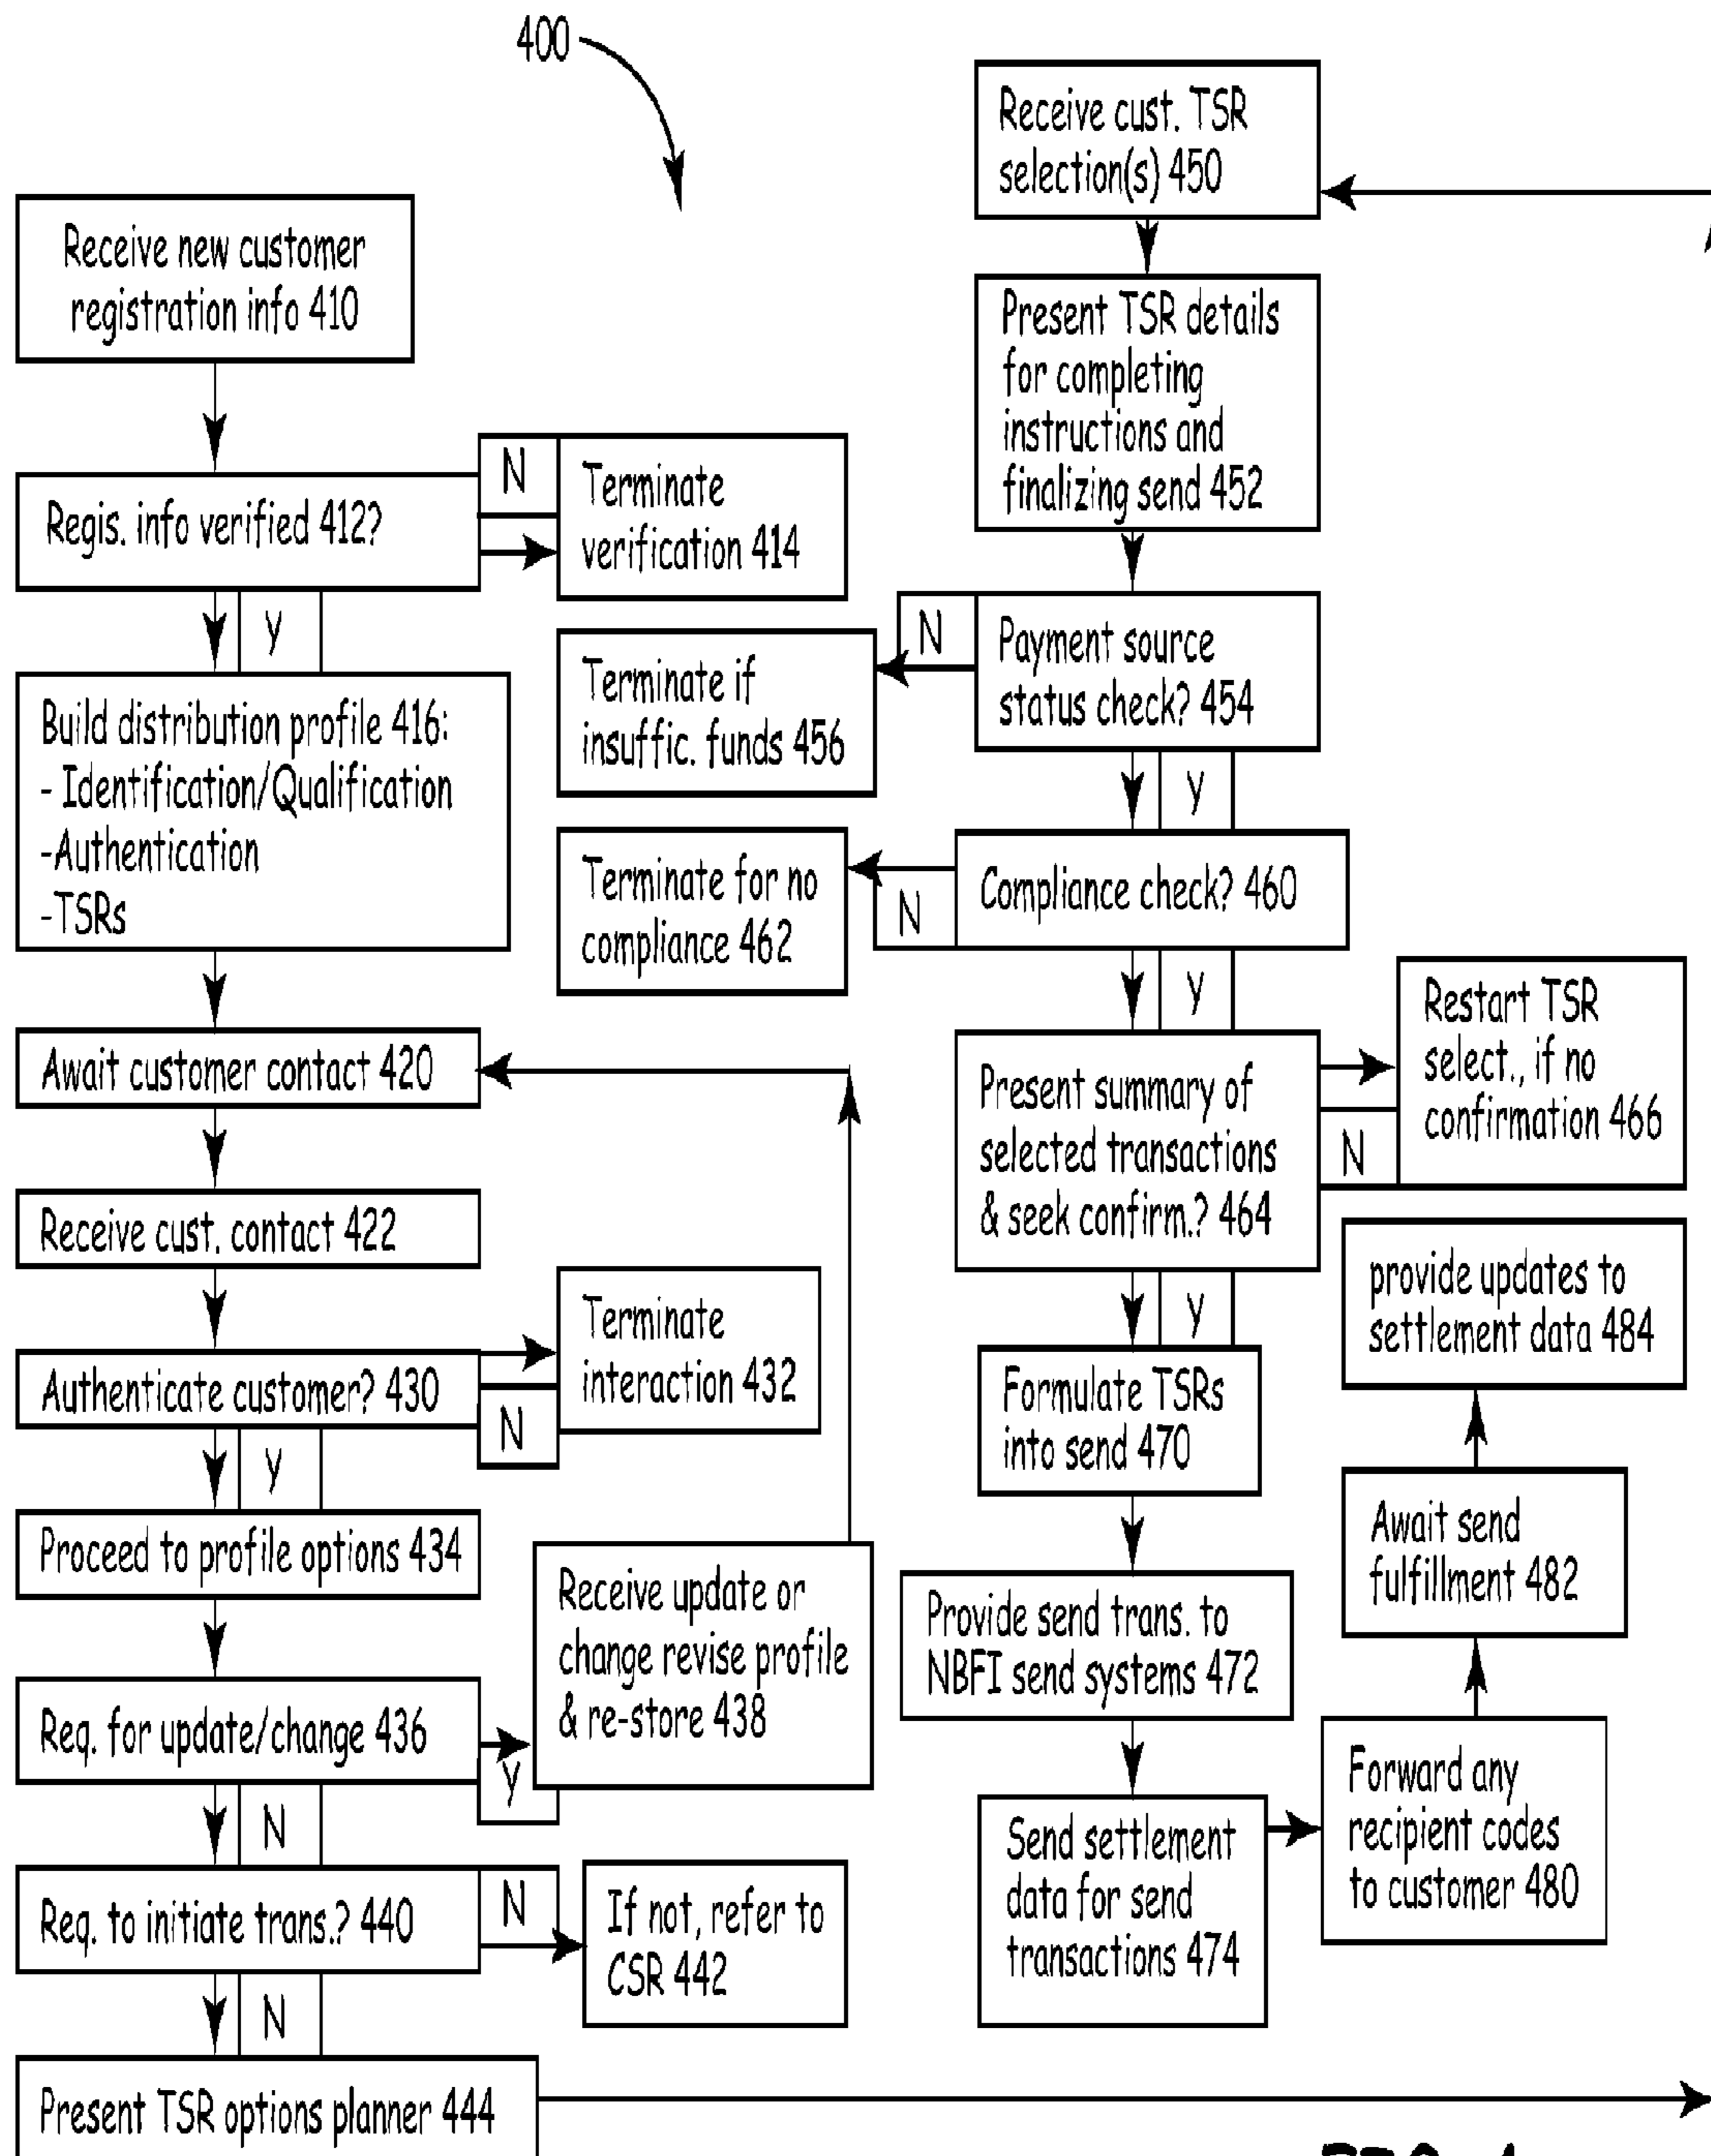 400
Receive new customer
registration info 410
Regis. info verified 412?
N
Terminate
verification 414
Y
Build distribution profile 416:
- Identification/Qualification
-Authentication
-TSRs
Await customer contact 420
Receive cust. contact 422
Authenticate customer? 430
Terminate
interaction 432
N
Y
Proceed to profile options 434
Req. for update/change 436
Y
Receive update or
change revise profile
& re-store 438
N
Req. to initiate trans.? 440
N
If not, refer to
CSR 442
N
Present TSR options planner 444
Receive cust. TSR
selection(s) 450
Present TSR details
for completing
instructions and
finalizing send 452
Payment source
status check? 454
N
Terminate if
insuffic. funds 456
Y
Compliance check? 460
N
Terminate for no
compliance 462
Y
Present summary of
selected transactions
& seek confirm.? 464
Restart TSR
select., if no
confirmation 466
N
Y
Formulate TSRs
into send 470
Provide send trans. to
NBFI send systems 472
Send settlement
data for send
transactions 474
Forward any
recipient codes
to customer 480
Await send
fulfillment 482
provide updates to
settlement data 484